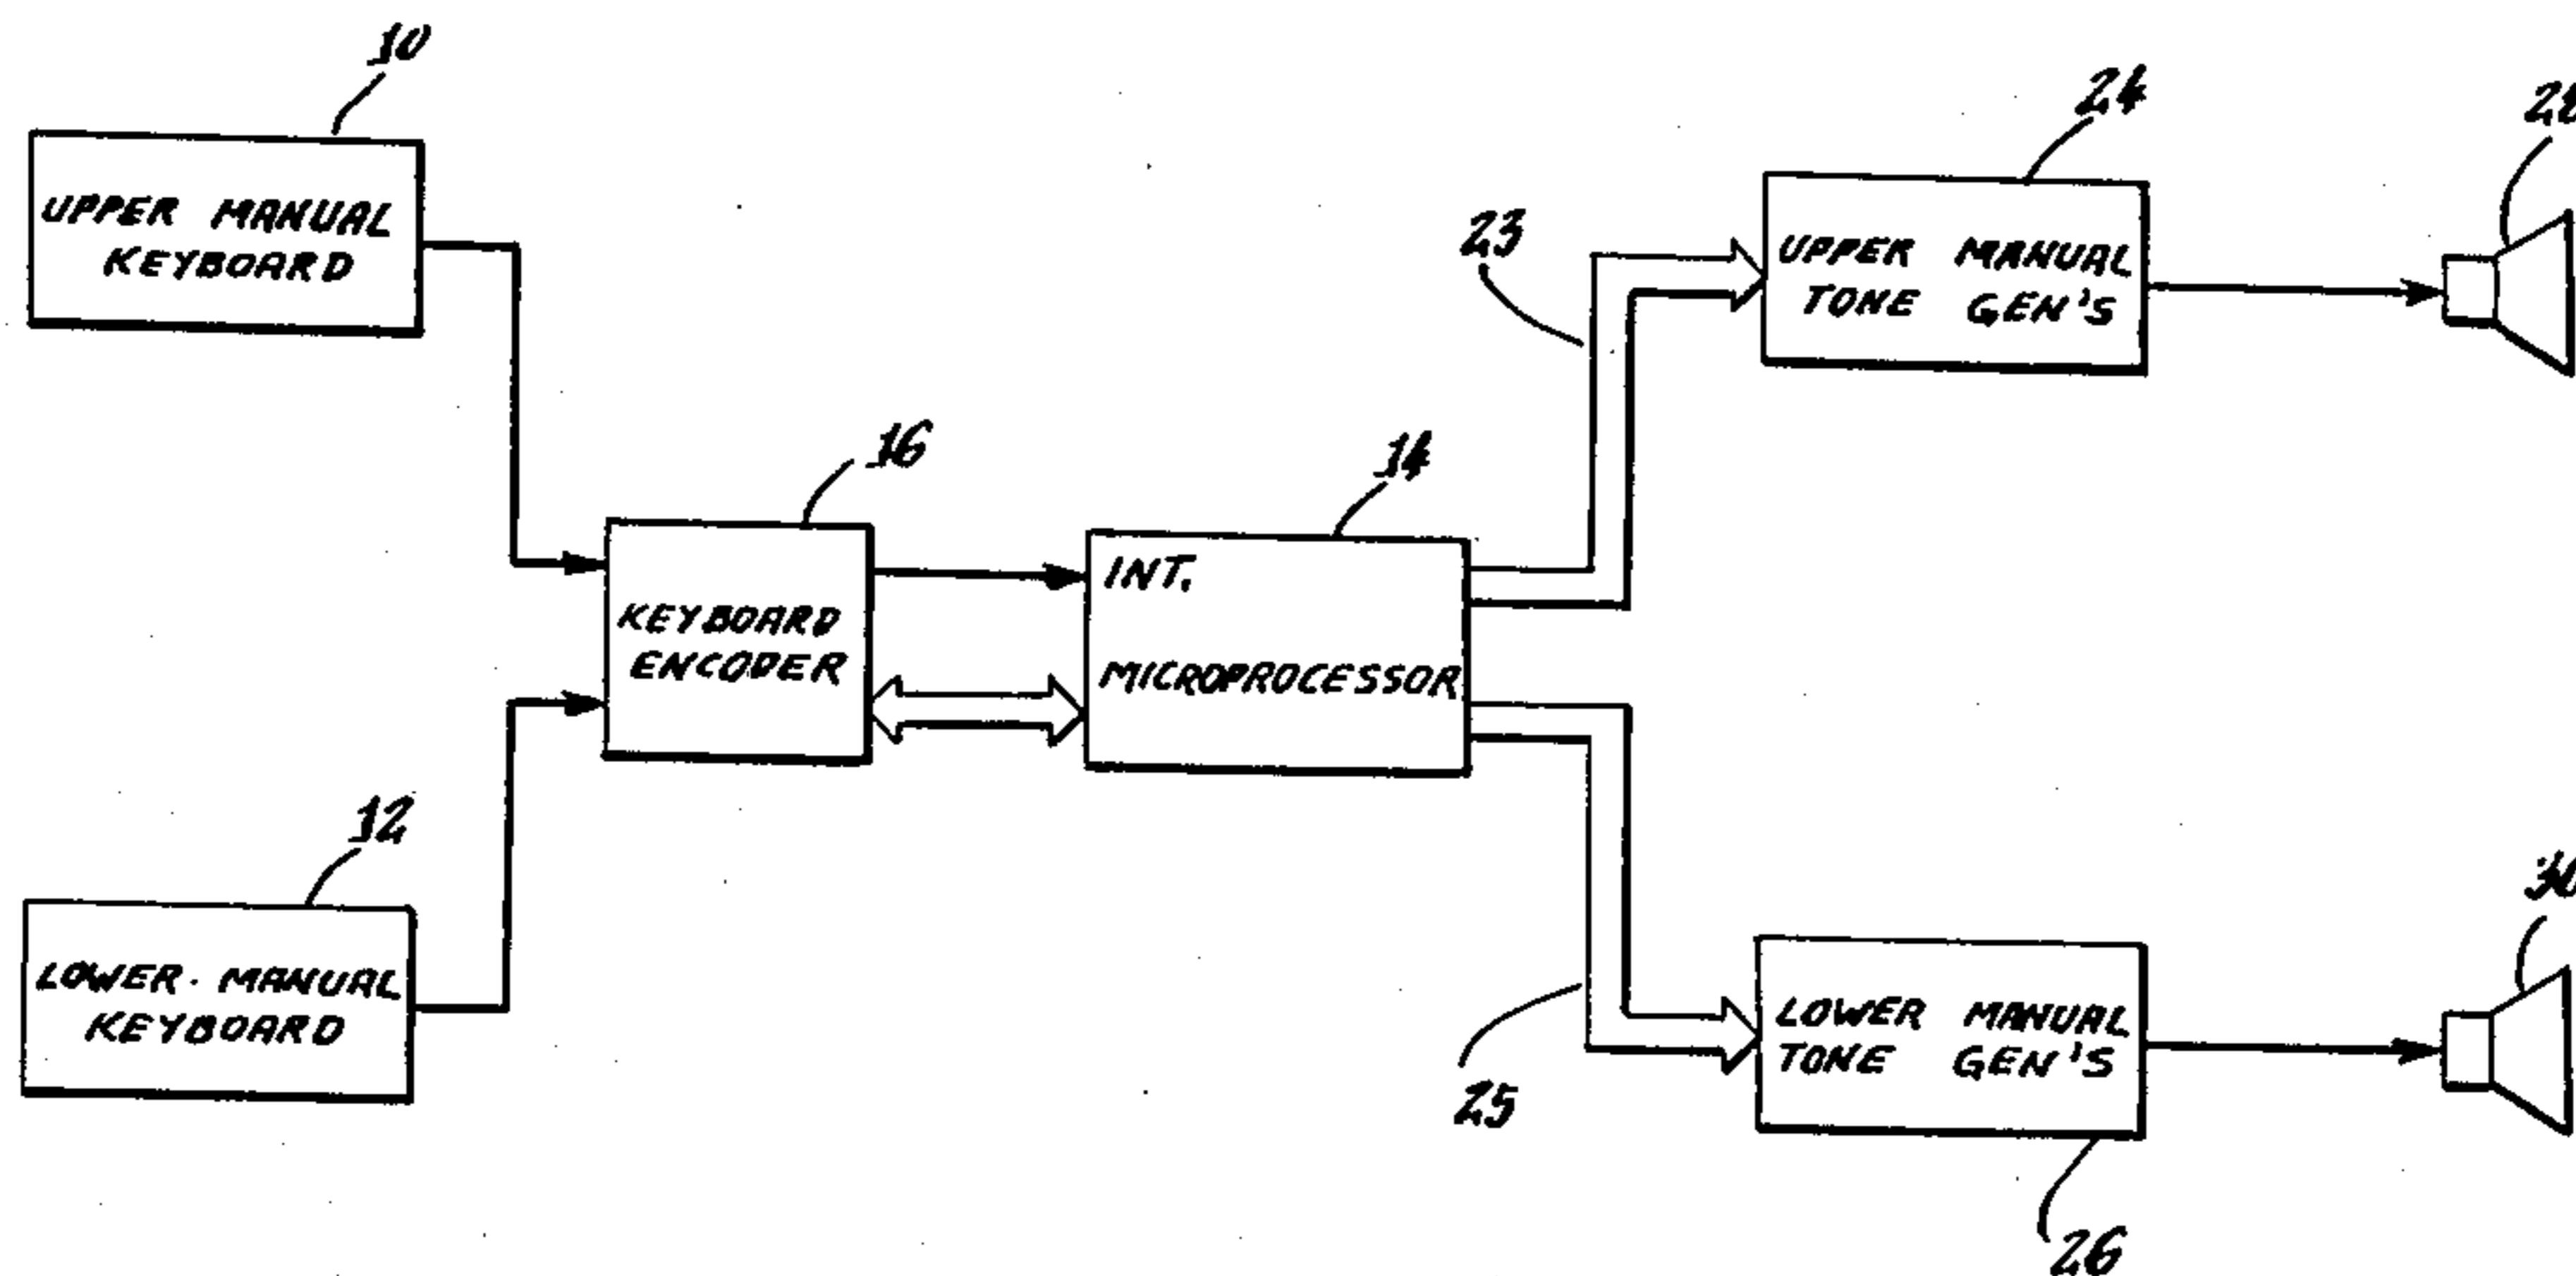 10
UPPER MANUAL
KEYBOARD
12
LOWER MANUAL
KEYBOARD
16
KEYBOARD
ENCODER
14
INT.
MICROPROCESSOR
23
24
UPPER MANUAL
TONE GEN'S
25
LOWER MANUAL
TONE GEN'S
26
30